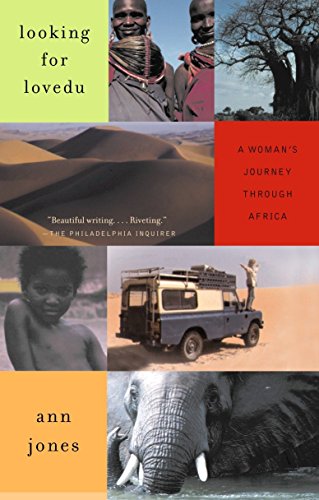 looking
for
lovedu
A WOMAN'S
JOURNEY
THROUGH
AFRICA
"Beautiful writing. . . . Riveting."
—THE PHILADELPHIA INQUIRER
ann
jones